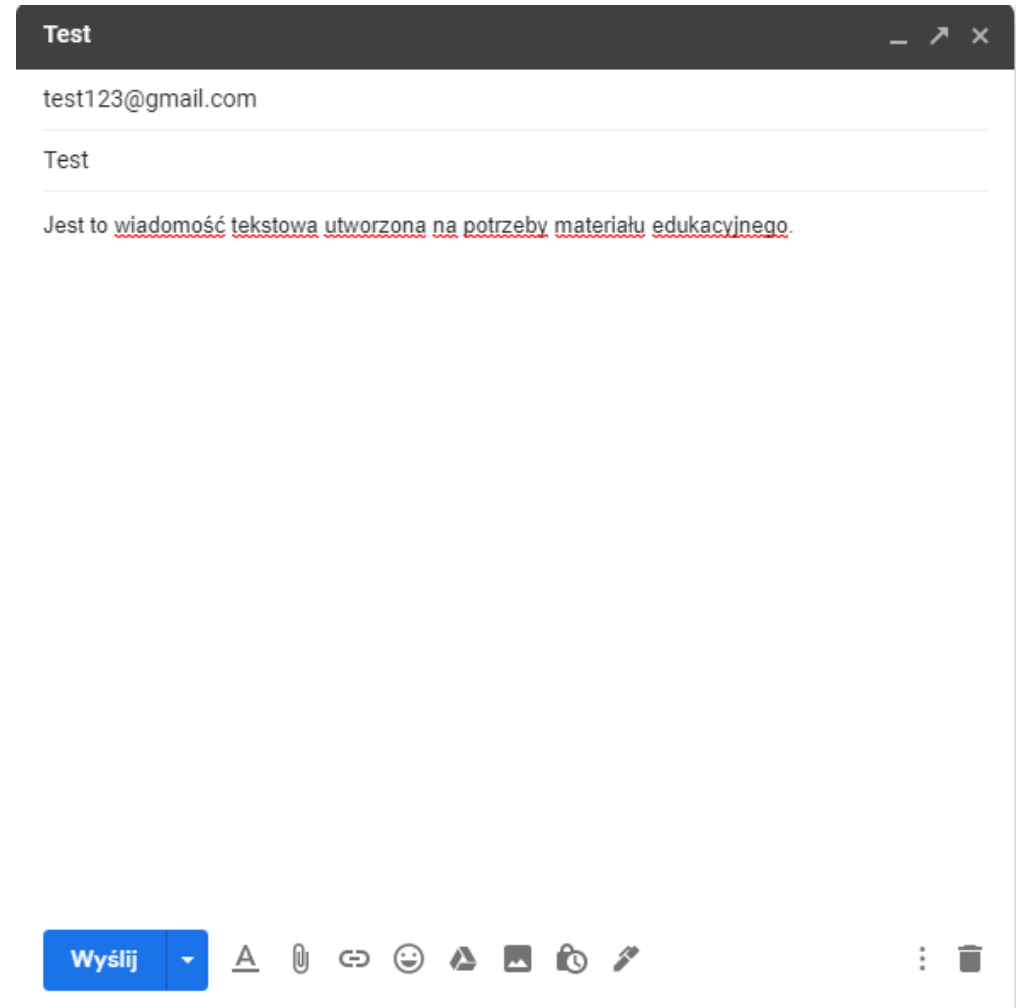 Test
test123@gmail.com
Test
Jest to wiadomość tekstowa utworzona na potrzeby materiału edukacyjnego.
Wyślij